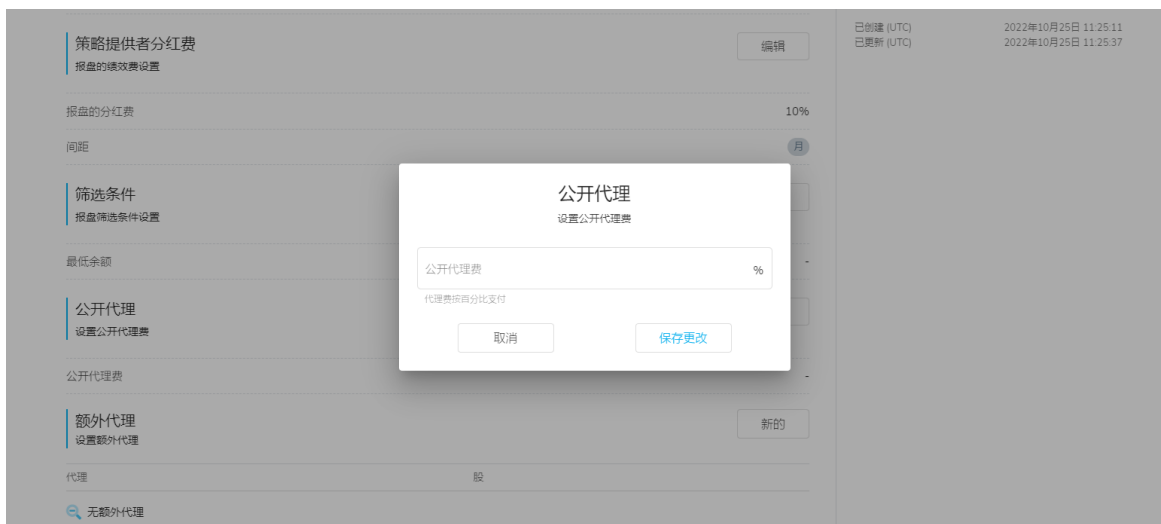 策略提供者分红费
报盘的绩效费设置
编辑
已创建 (UTC) 2022年10月25日 11:25:11
已更新 (UTC) 2022年10月25日 11:25:37
报盘的分红费 10%
间距 月
筛选条件
报盘筛选条件设置
最低余额 -
公开代理
设置公开代理费
公开代理费 -
公开代理
设置公开代理费
公开代理费 %
代理费按百分比支付
取消 保存更改
额外代理
设置额外代理
新的
代理 股
无额外代理